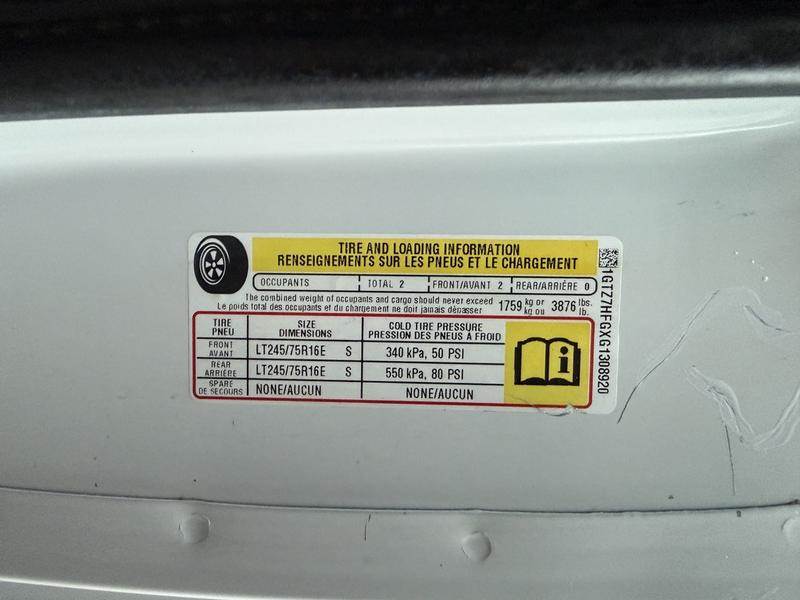 TIRE AND LOADING INFORMATION
RENSEIGNEMENTS SUR LES PNEUS ET LE CHARGEMENT
OCCUPANTS TOTAL 2 FRONT/AVANT 2 REAR/ARRIÈRE 0
The combined weight of occupants and cargo should never exceed 1759 kg or 3876 lbs.
Le poids total des occupants et du chargement ne doit jamais dépasser kg ou lb.
TIRE SIZE COLD TIRE PRESSURE
PNEU DIMENSIONS PRESSION DES PNEUS À FROID
FRONT
AVANT LT245/75R16E S 340 kPa, 50 PSI
REAR
ARRIÈRE LT245/75R16E S 550 kPa, 80 PSI
SPARE
DE SECOURS NONE/AUCUN NONE/AUCUN
1GTZ7HFGXG1308920